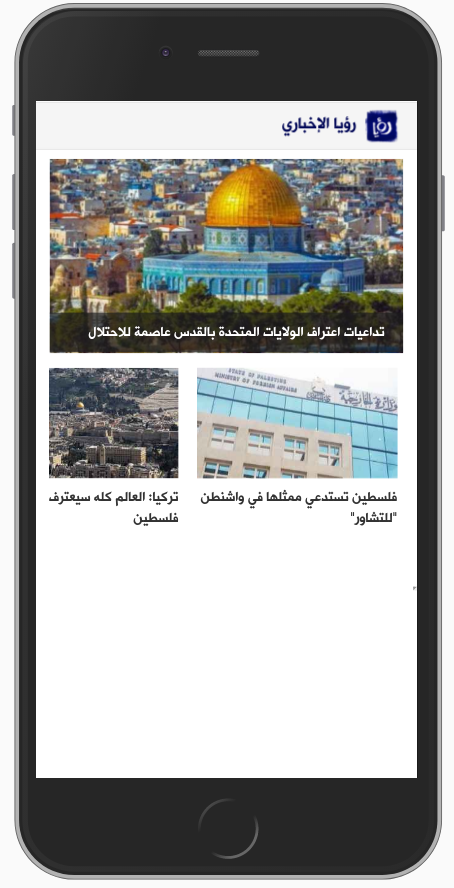 رؤيا الإخباري
رؤيا
تداعيات اعتراف الولايات المتحدة بالقدس عاصمة للاحتلال
STATE OF PALESTINE
MINISTRY OF FOREIGN AFFAIRS
وزارة الخارجية
فلسطين تستدعي ممثلها في واشنطن
"للتشاور"
تركيا: العالم كله سيعترف
فلسطين